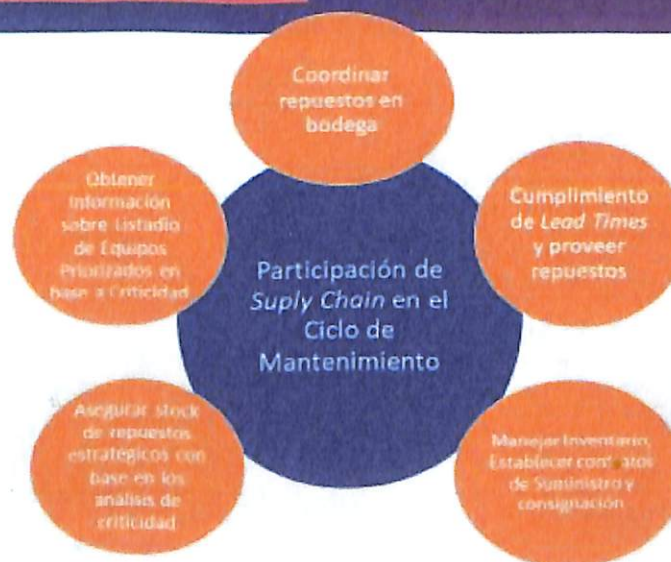 Coordinar
repuestos en
bodega
Cumplimiento
de Lead Times
y proveer
repuestos
Manejar Inventario,
Establecer contratos
de Suministro y
consignación
Asegurar stock
de repuestos
estratégicos con
base en los
análisis de
criticidad
Obtener
Información
sobre Listado
de Equipos
Priorizados en
base a Criticidad
Participación de
Suply Chain en el
Ciclo de
Mantenimiento